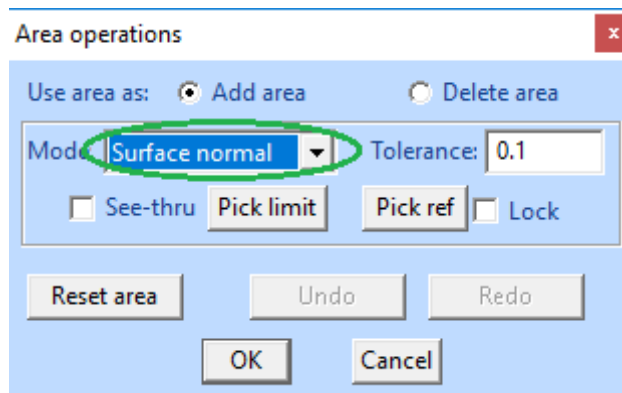 Area operations x
Use area as: Add area Delete area
Mode Surface normal Tolerance: 0.1
See-thru Pick limit Pick ref Lock
Reset area Undo Redo
OK Cancel